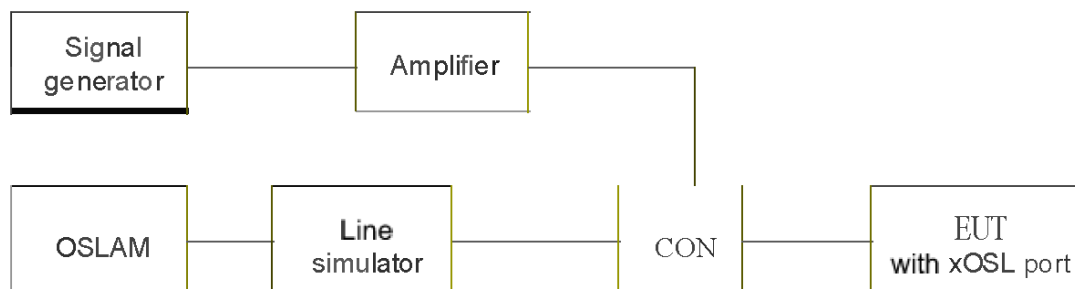 Signal
generator
Amplifier
OSLAM
Line
simulator
CON
EUT
with xOSL port